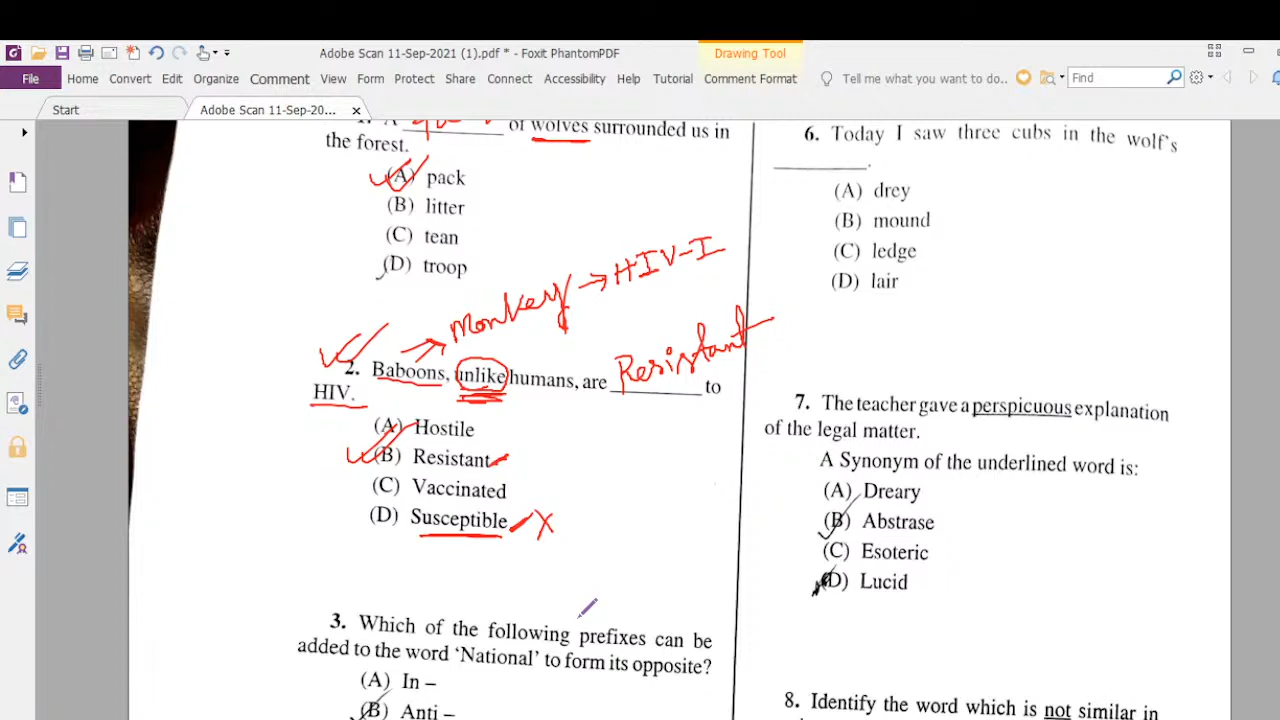 Adobe Scan 11-Sep-2021 (1).pdf * - Foxit PhantomPDF
Drawing Tool
File Home Convert Edit Organize Comment View Form Protect Share Connect Accessibility Help Tutorial Comment Format Tell me what you want to do.. Find
Start Adobe Scan 11-Sep-20...
of wolves surrounded us in
the forest.
(A) pack
(B) litter
(C) tean
(D) troop
Monkey → HIV-I
Resistant
2. Baboons, unlike humans, are ________ to
HIV.
(A) Hostile
(B) Resistant
(C) Vaccinated
(D) Susceptible X
3. Which of the following prefixes can be
added to the word 'National' to form its opposite?
(A) In –
(B) Anti –
6. Today I saw three cubs in the wolf's
________.
(A) drey
(B) mound
(C) ledge
(D) lair
7. The teacher gave a perspicuous explanation
of the legal matter.
A Synonym of the underlined word is:
(A) Dreary
(B) Abstrase
(C) Esoteric
(D) Lucid
8. Identify the word which is not similar in